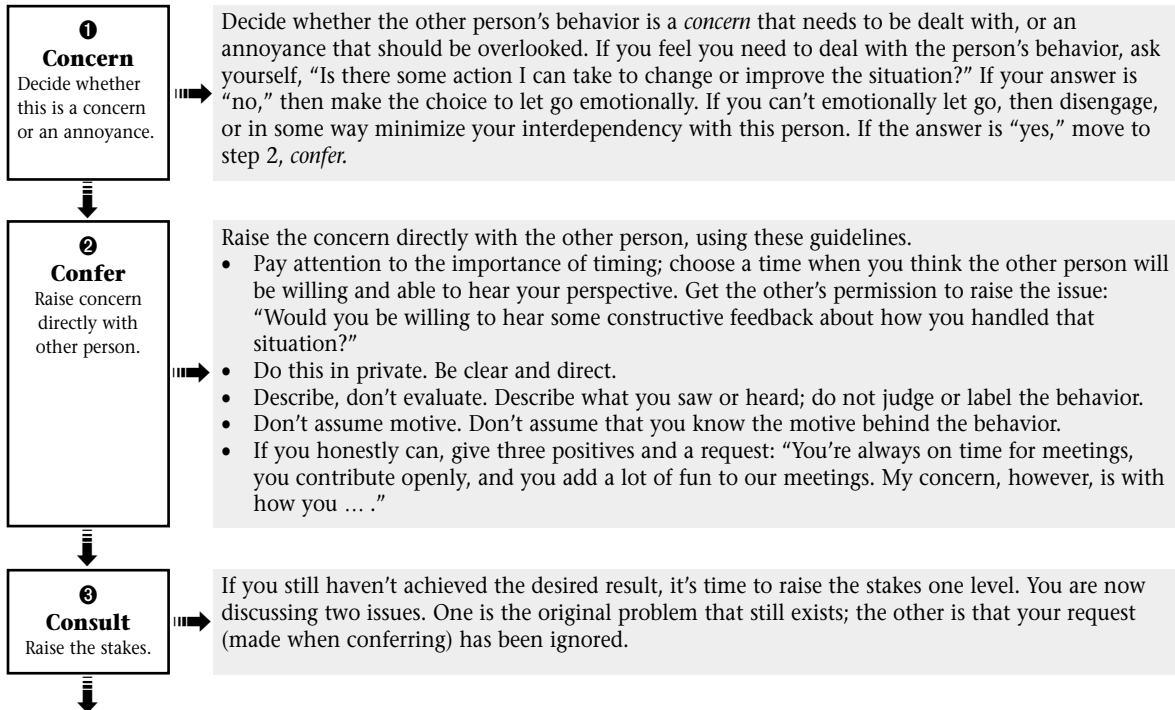 ❶
Concern
Decide whether
this is a concern
or an annoyance.
Decide whether the other person’s behavior is a concern that needs to be dealt with, or an
annoyance that should be overlooked. If you feel you need to deal with the person’s behavior, ask
yourself, “Is there some action I can take to change or improve the situation?” If your answer is
“no,” then make the choice to let go emotionally. If you can’t emotionally let go, then disengage,
or in some way minimize your interdependency with this person. If the answer is “yes,” move to
step 2, confer.
❷
Confer
Raise concern
directly with
other person.
Raise the concern directly with the other person, using these guidelines.
• Pay attention to the importance of timing; choose a time when you think the other person will
be willing and able to hear your perspective. Get the other’s permission to raise the issue:
“Would you be willing to hear some constructive feedback about how you handled that
situation?”
• Do this in private. Be clear and direct.
• Describe, don’t evaluate. Describe what you saw or heard; do not judge or label the behavior.
• Don’t assume motive. Don’t assume that you know the motive behind the behavior.
• If you honestly can, give three positives and a request: “You’re always on time for meetings,
you contribute openly, and you add a lot of fun to our meetings. My concern, however, is with
how you … .”
❸
Consult
Raise the stakes.
If you still haven’t achieved the desired result, it’s time to raise the stakes one level. You are now
discussing two issues. One is the original problem that still exists; the other is that your request
(made when conferring) has been ignored.